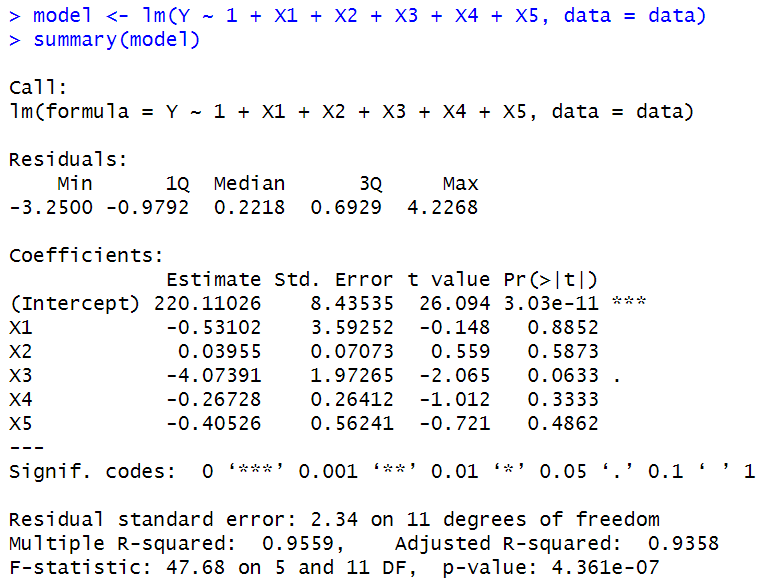 > model <- lm(Y ~ 1 + X1 + X2 + X3 + X4 + X5, data = data)
> summary(model)
Call:
lm(formula = Y ~ 1 + X1 + X2 + X3 + X4 + X5, data = data)
Residuals:
    Min      1Q  Median      3Q     Max
-3.2500 -0.9792  0.2218  0.6929  4.2268
Coefficients:
             Estimate Std. Error t value Pr(>|t|)
(Intercept) 220.11026    8.43535  26.094 3.03e-11 ***
X1           -0.53102    3.59252  -0.148   0.8852
X2            0.03955    0.07073   0.559   0.5873
X3           -4.07391    1.97265  -2.065   0.0633 .
X4           -0.26728    0.26412  -1.012   0.3333
X5           -0.40526    0.56241  -0.721   0.4862
---
Signif. codes:  0 ‘***’ 0.001 ‘**’ 0.01 ‘*’ 0.05 ‘.’ 0.1 ‘ ’ 1
Residual standard error: 2.34 on 11 degrees of freedom
Multiple R-squared:  0.9559,    Adjusted R-squared:  0.9358
F-statistic: 47.68 on 5 and 11 DF,  p-value: 4.361e-07